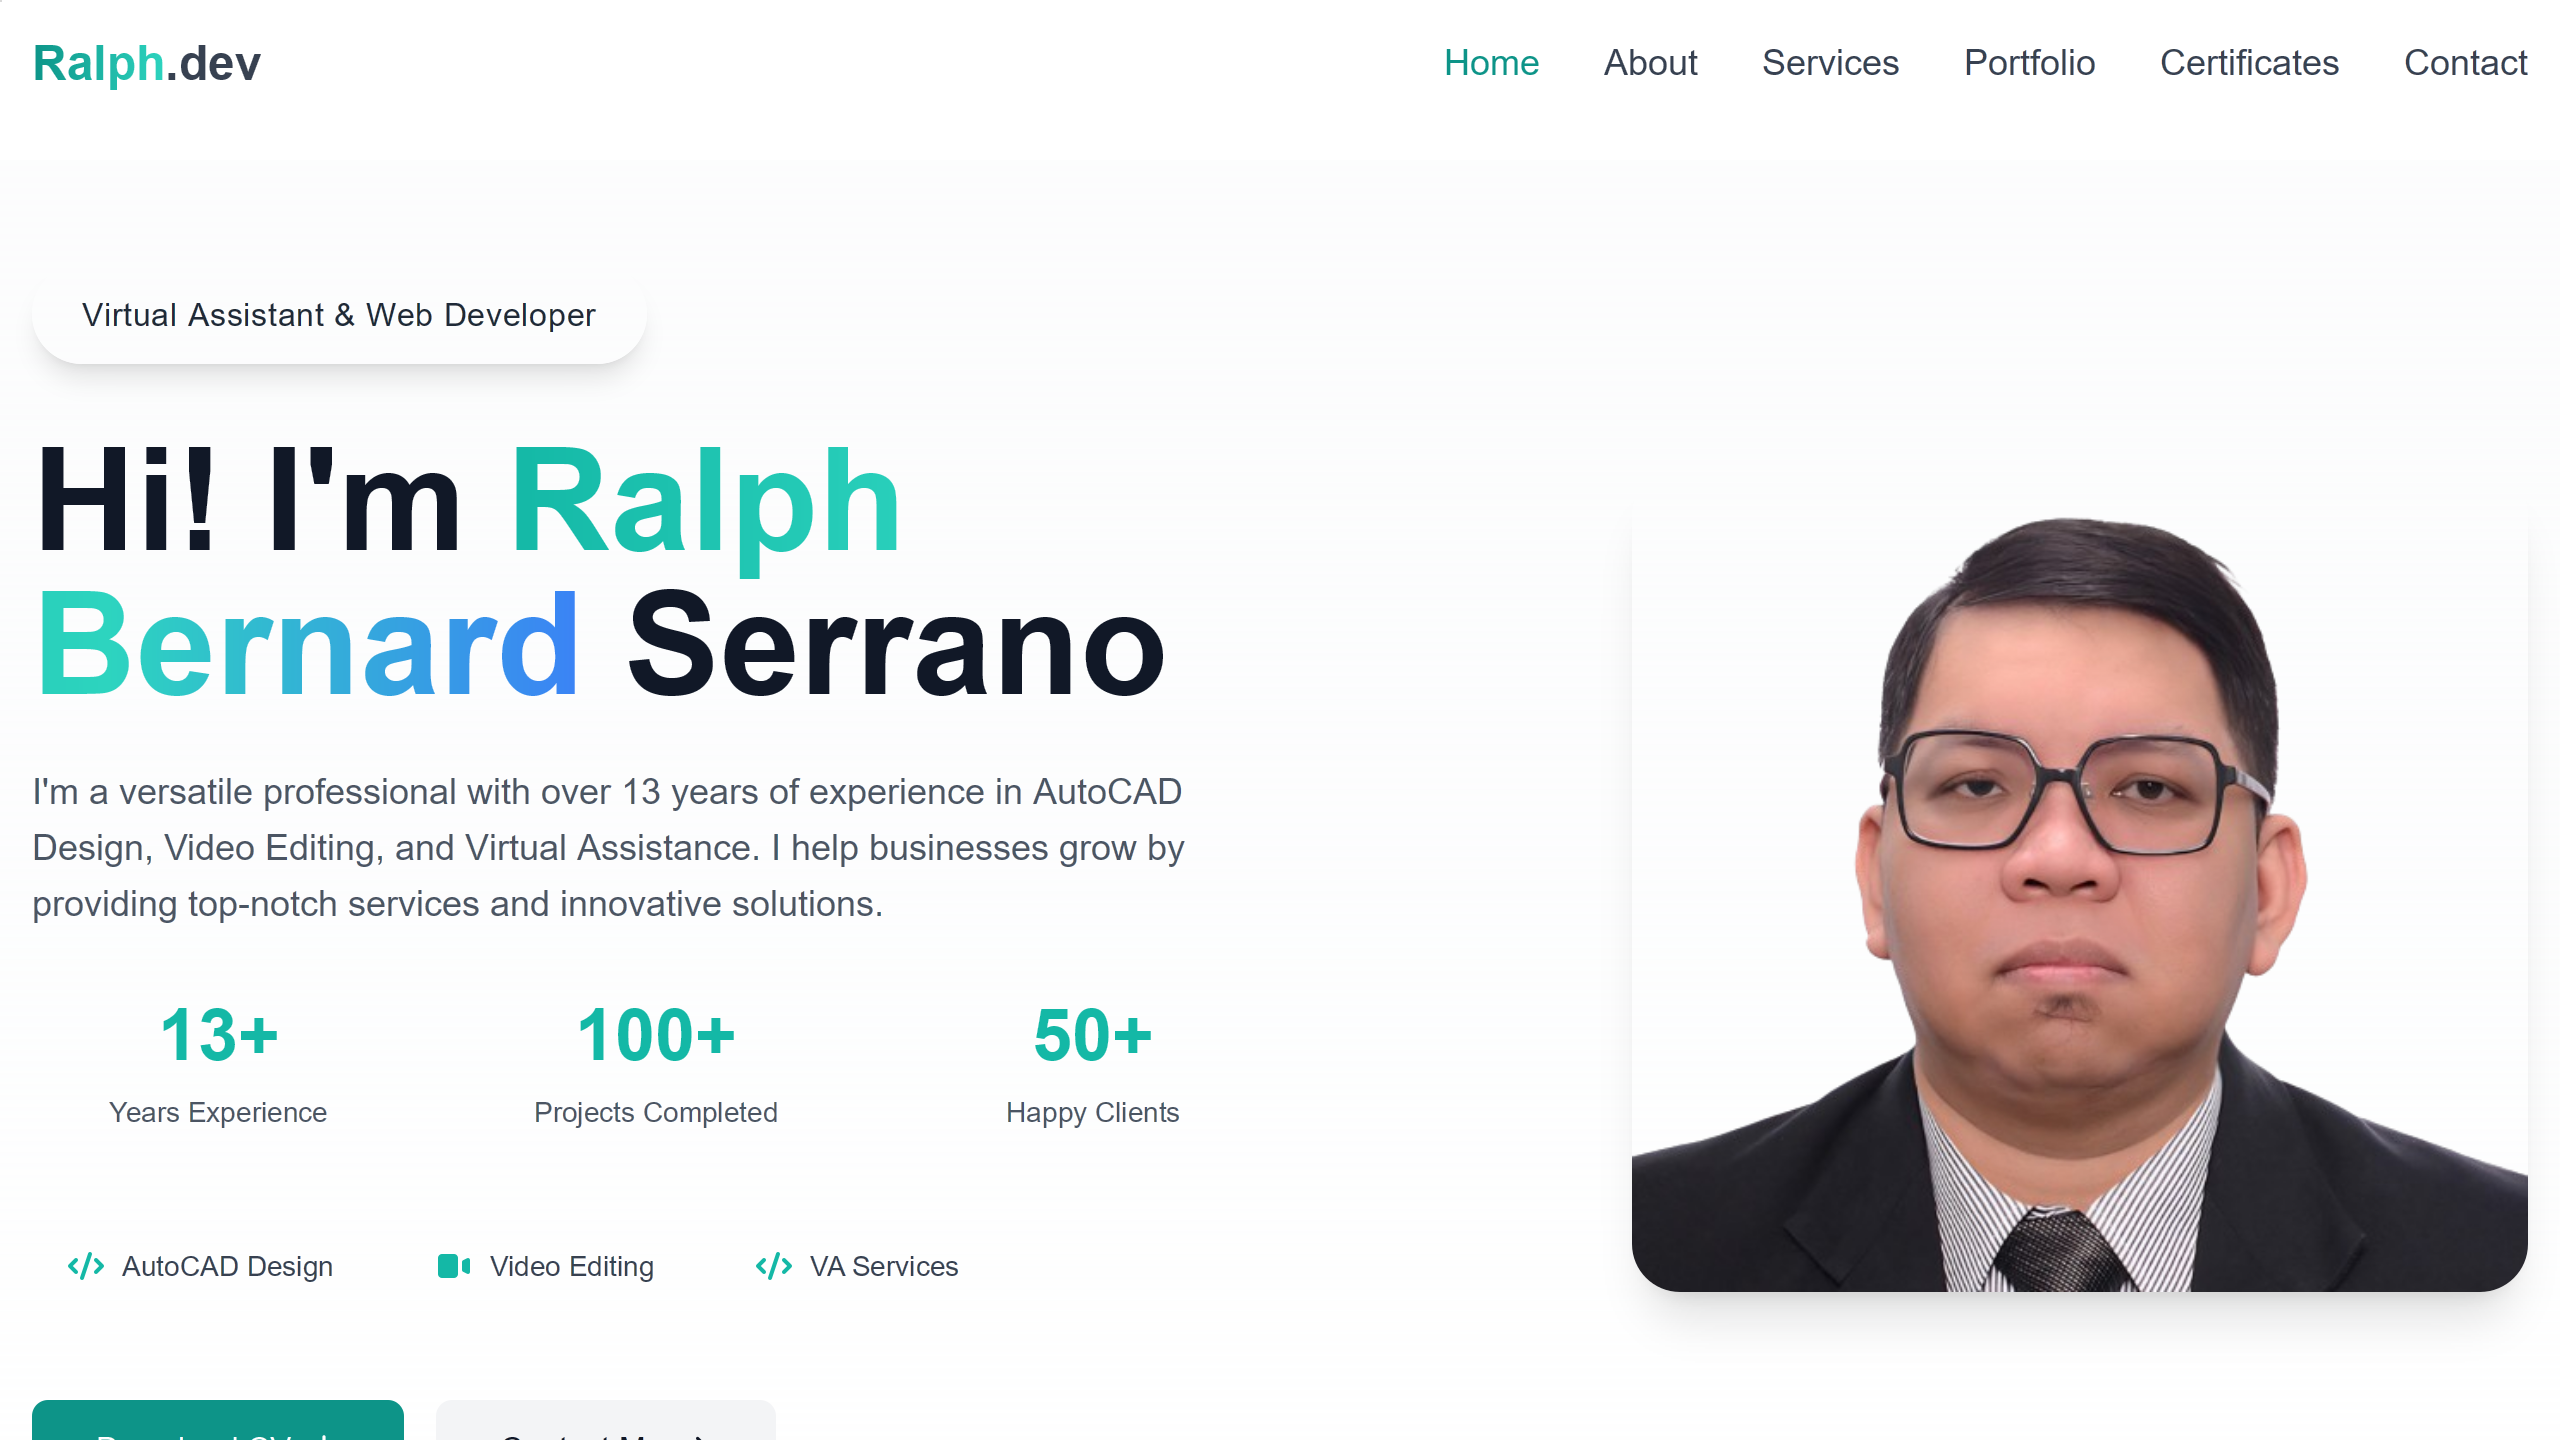 Ralph.dev
Home
About
Services
Portfolio
Certificates
Contact
Virtual Assistant & Web Developer
Hi! I'm Ralph
Bernard Serrano
I'm a versatile professional with over 13 years of experience in AutoCAD
Design, Video Editing, and Virtual Assistance. I help businesses grow by
providing top-notch services and innovative solutions.
13+
Years Experience
100+
Projects Completed
50+
Happy Clients
AutoCAD Design
Video Editing
VA Services